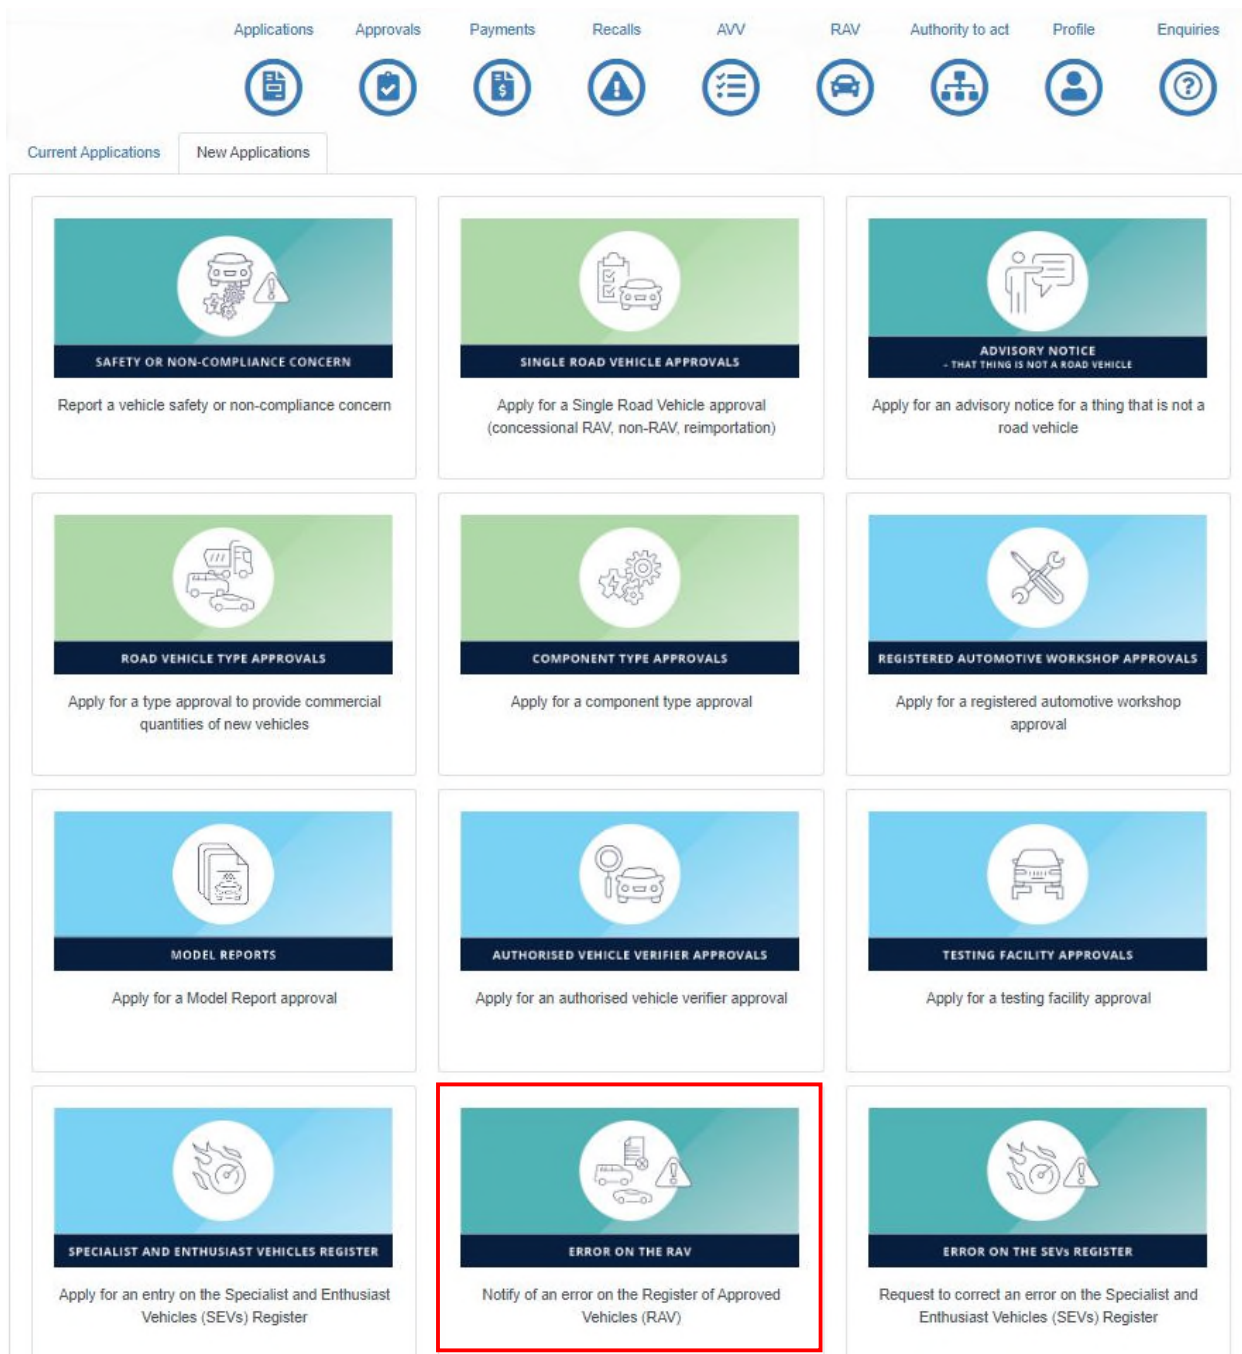 Applications Approvals Payments Recalls AVV RAV Authority to act Profile Enquiries
Current Applications New Applications
SAFETY OR NON-COMPLIANCE CONCERN
Report a vehicle safety or non-compliance concern
SINGLE ROAD VEHICLE APPROVALS
Apply for a Single Road Vehicle approval
(concessional RAV, non-RAV, reimportation)
ADVISORY NOTICE
- THAT THING IS NOT A ROAD VEHICLE
Apply for an advisory notice for a thing that is not a
road vehicle
ROAD VEHICLE TYPE APPROVALS
Apply for a type approval to provide commercial
quantities of new vehicles
COMPONENT TYPE APPROVALS
Apply for a component type approval
REGISTERED AUTOMOTIVE WORKSHOP APPROVALS
Apply for a registered automotive workshop
approval
MODEL REPORTS
Apply for a Model Report approval
AUTHORISED VEHICLE VERIFIER APPROVALS
Apply for an authorised vehicle verifier approval
TESTING FACILITY APPROVALS
Apply for a testing facility approval
SPECIALIST AND ENTHUSIAST VEHICLES REGISTER
Apply for an entry on the Specialist and Enthusiast
Vehicles (SEVs) Register
ERROR ON THE RAV
Notify of an error on the Register of Approved
Vehicles (RAV)
ERROR ON THE SEVs REGISTER
Request to correct an error on the Specialist and
Enthusiast Vehicles (SEVs) Register